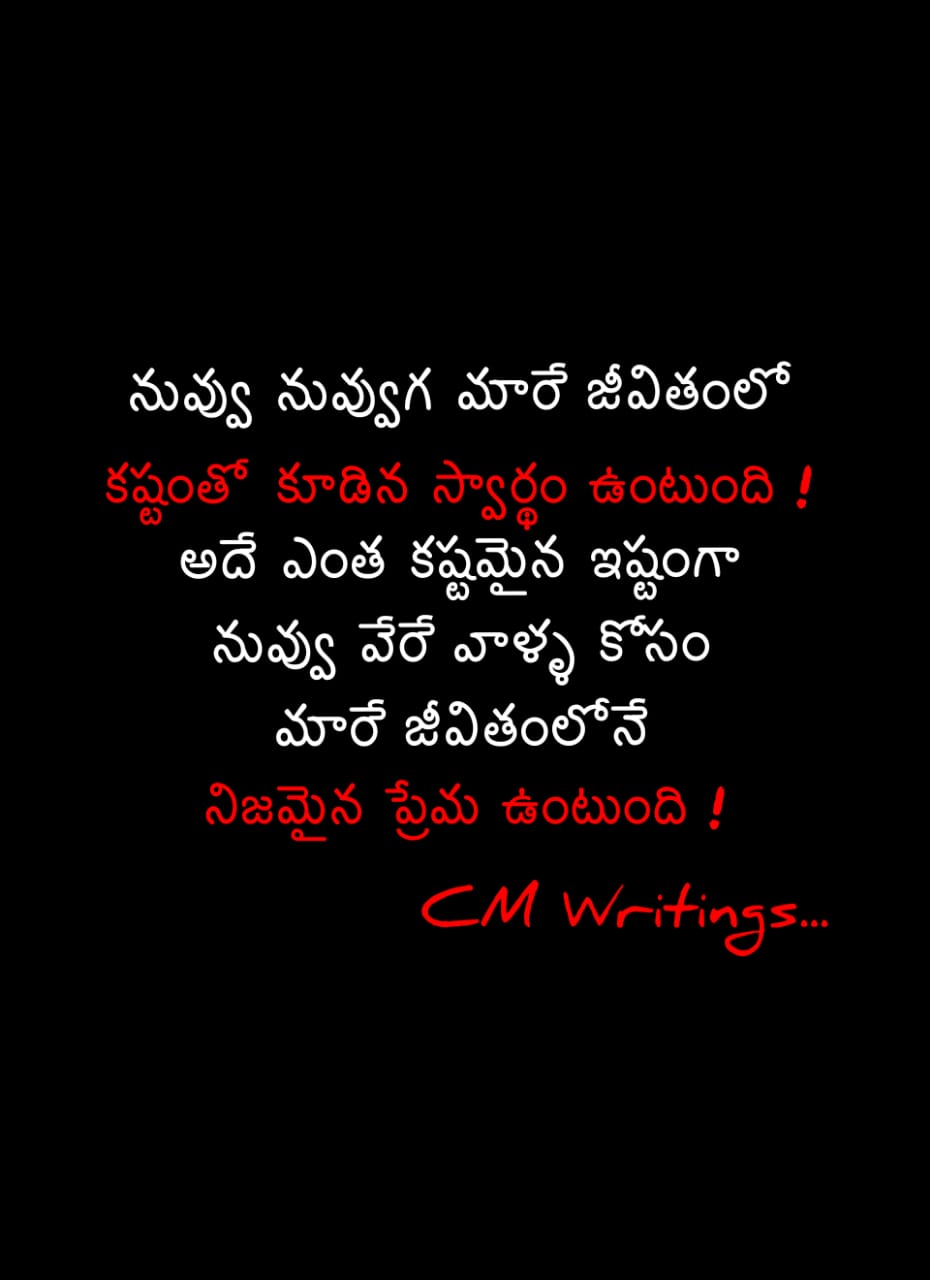 నువ్వు నువ్వుగ మారే జీవితంలో
కష్టంతో కూడిన స్వార్థం ఉంటుంది !
అదే ఎంత కష్టమైన ఇష్టంగా
నువ్వు వేరే వాళ్ళ కోసం
మారే జీవితంలోనే
నిజమైన ప్రేమ ఉంటుంది !
CM Writings...